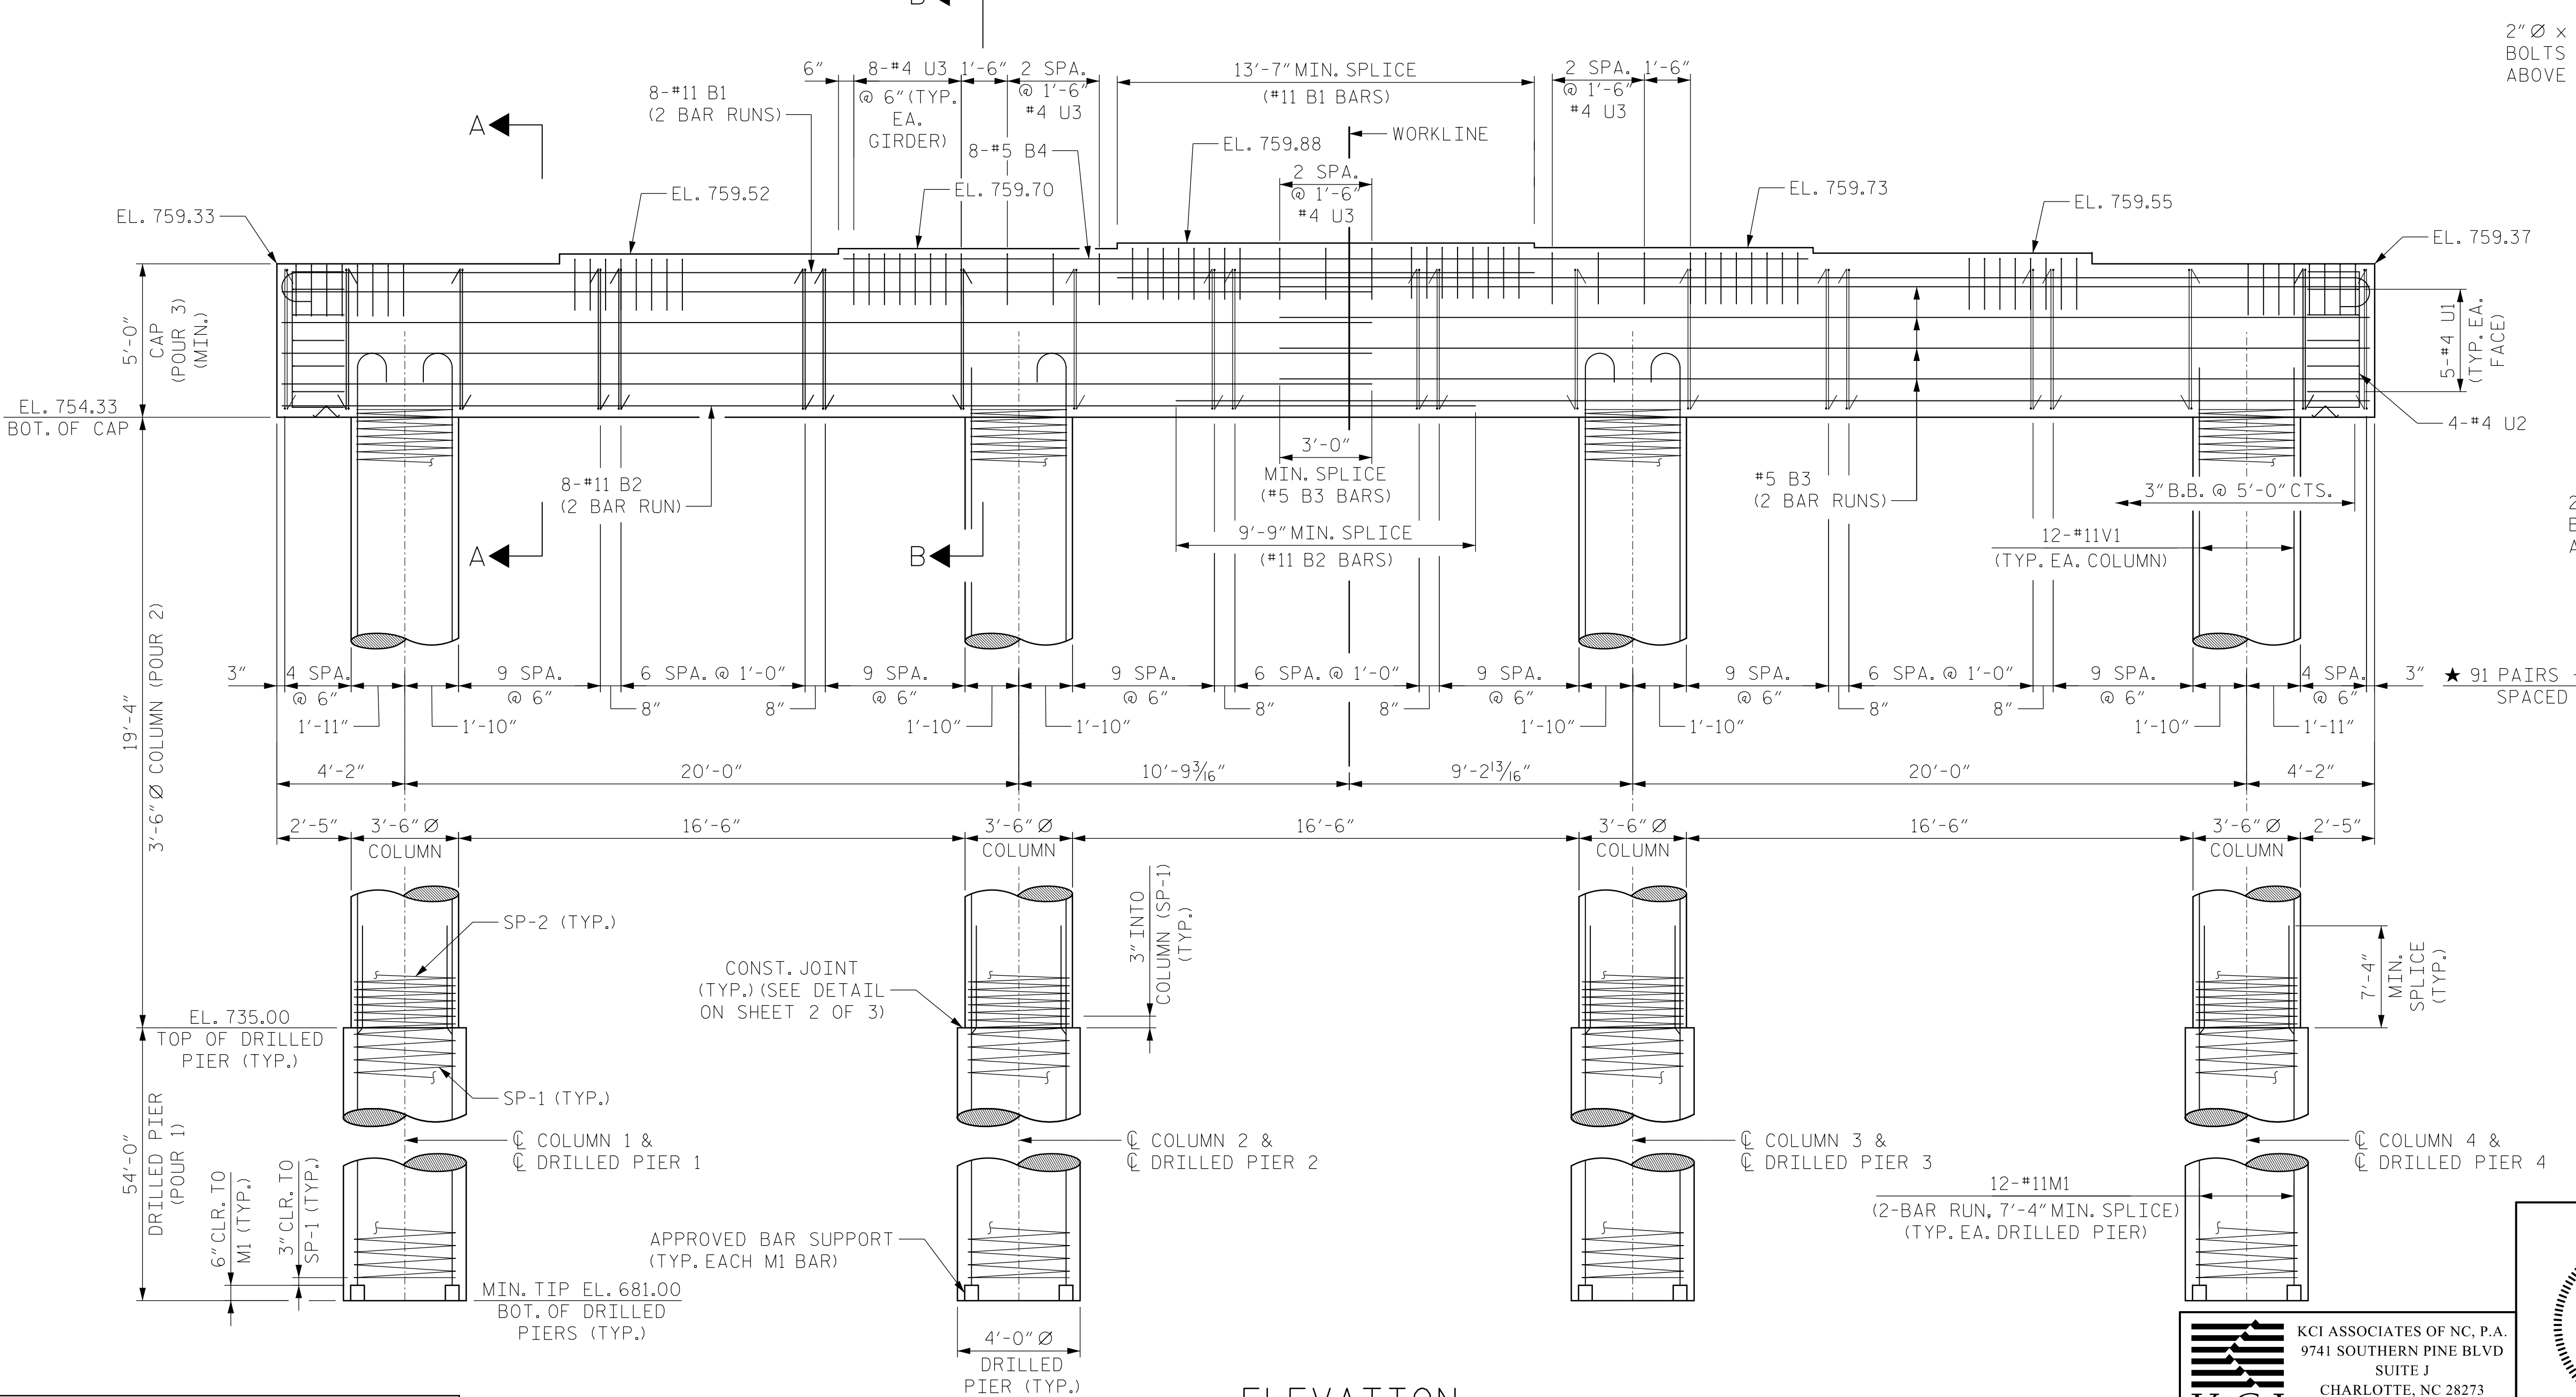 B
2"Ø x
BOLTS
ABOVE
6"
8-#4 U3
@ 6"(TYP.
EA.
GIRDER)
1'-6"
2 SPA.
@ 1'-6"
#4 U3
13'-7" MIN. SPLICE
(#11 B1 BARS)
2 SPA.
@ 1'-6"
#4 U3
1'-6"
A
8-#11 B1
(2 BAR RUNS)
8-#5 B4
EL. 759.88
WORKLINE
2 SPA.
@ 1'-6"
#4 U3
EL. 759.33
EL. 759.52
EL. 759.70
EL. 759.73
EL. 759.55
EL. 759.37
5'-0"
CAP
(POUR 3)
(MIN.)
5-#4 U1
(TYP. EA.
FACE)
EL. 754.33
BOT. OF CAP
4-#4 U2
8-#11 B2
(2 BAR RUN)
3'-0"
MIN. SPLICE
(#5 B3 BARS)
#5 B3
(2 BAR RUNS)
3" B.B. @ 5'-0" CTS.
A
B
9'-9" MIN. SPLICE
(#11 B2 BARS)
12-#11V1
(TYP. EA. COLUMN)
19'-4"
3'-6" Ø COLUMN (POUR 2)
3"
4 SPA.
@ 6"
9 SPA.
@ 6"
6 SPA. @ 1'-0"
9 SPA.
@ 6"
9 SPA.
@ 6"
6 SPA. @ 1'-0"
9 SPA.
@ 6"
9 SPA.
@ 6"
6 SPA. @ 1'-0"
9 SPA.
@ 6"
4 SPA.
@ 6"
3"
★ 91 PAIRS -
SPACED
1'-11"
1'-10"
8"
8"
1'-10"
1'-10"
8"
8"
1'-10"
1'-10"
8"
8"
1'-10"
1'-11"
4'-2"
20'-0"
10'-9 3/16"
9'-2 13/16"
20'-0"
4'-2"
2'-5"
3'-6" Ø
COLUMN
16'-6"
3'-6" Ø
COLUMN
16'-6"
3'-6" Ø
COLUMN
16'-6"
3'-6" Ø
COLUMN
2'-5"
SP-2 (TYP.)
3" INTO
COLUMN (SP-1)
(TYP.)
CONST. JOINT
(TYP.) (SEE DETAIL
ON SHEET 2 OF 3)
7'-4"
MIN.
SPLICE
(TYP.)
EL. 735.00
TOP OF DRILLED
PIER (TYP.)
SP-1 (TYP.)
54'-0"
DRILLED PIER
(POUR 1)
℄ COLUMN 1 &
℄ DRILLED PIER 1
℄ COLUMN 2 &
℄ DRILLED PIER 2
℄ COLUMN 3 &
℄ DRILLED PIER 3
℄ COLUMN 4 &
℄ DRILLED PIER 4
6" CLR. TO
M1 (TYP.)
3" CLR. TO
SP-1 (TYP.)
APPROVED BAR SUPPORT
(TYP. EACH M1 BAR)
12-#11M1
(2-BAR RUN, 7'-4" MIN. SPLICE)
(TYP. EA. DRILLED PIER)
MIN. TIP EL. 681.00
BOT. OF DRILLED
PIERS (TYP.)
4'-0" Ø
DRILLED
PIER (TYP.)
ELEVATION
KCI ASSOCIATES OF NC, P.A.
9741 SOUTHERN PINE BLVD
SUITE J
CHARLOTTE, NC 28273
KCI